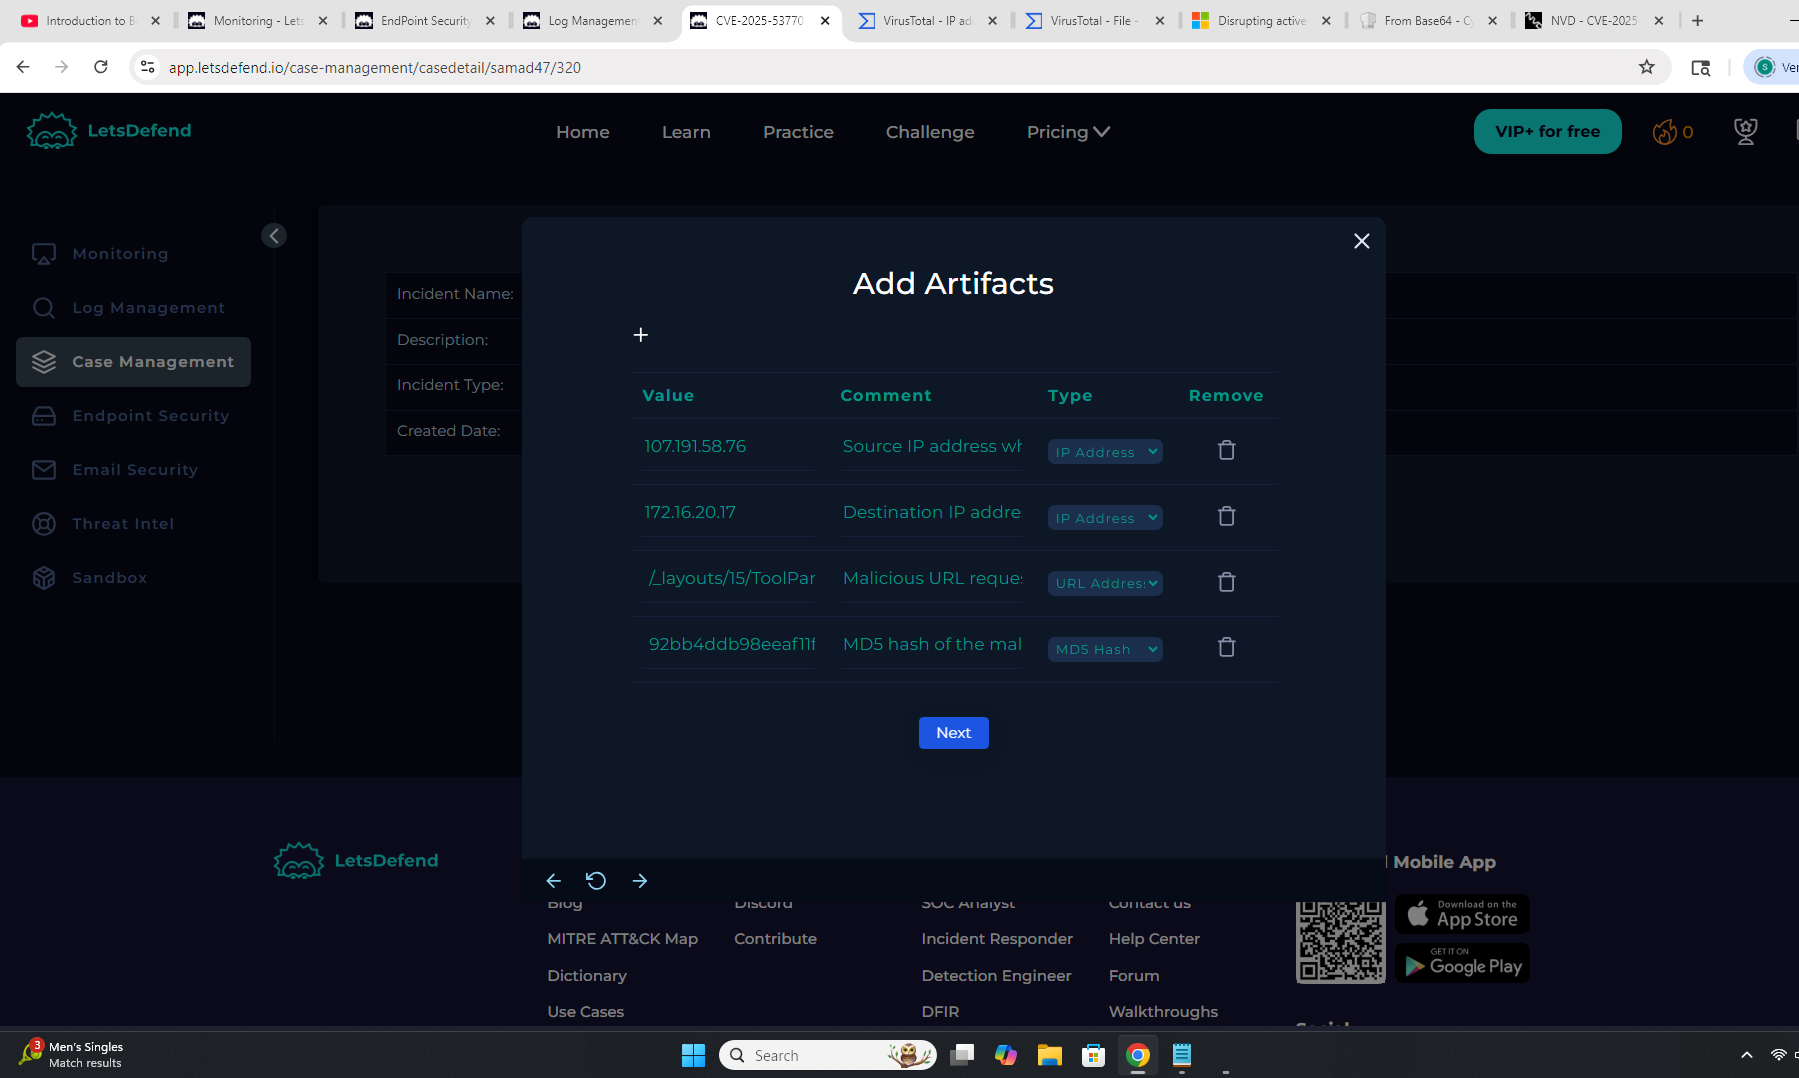 Introduction to B
Monitoring - Lets
EndPoint Security
Log Management
CVE-2025-53770
VirusTotal - IP ad
VirusTotal - File -
Disrupting active
From Base64 - Cy
NVD - CVE-2025
app.letsdefend.io/case-management/casedetail/samad47/320
S
Ver
LetsDefend
Home
Learn
Practice
Challenge
Pricing
VIP+ for free
0
Monitoring
Log Management
Case Management
Endpoint Security
Email Security
Threat Intel
Sandbox
Incident Name:
Description:
Incident Type:
Created Date:
Add Artifacts
Value Comment Type Remove
107.191.58.76 Source IP address wh IP Address
172.16.20.17 Destination IP addre IP Address
/_layouts/15/ToolPar Malicious URL reque URL Address
92bb4ddb98eeaf11f MD5 hash of the mal MD5 Hash
Next
LetsDefend
Mobile App
Blog
Discord
SOC Analyst
Contact us
MITRE ATT&CK Map
Contribute
Incident Responder
Help Center
Dictionary
Detection Engineer
Forum
Use Cases
DFIR
Walkthroughs
Download on the
App Store
GET IT ON
Google Play
Social
3
Men's Singles
Match results
Search